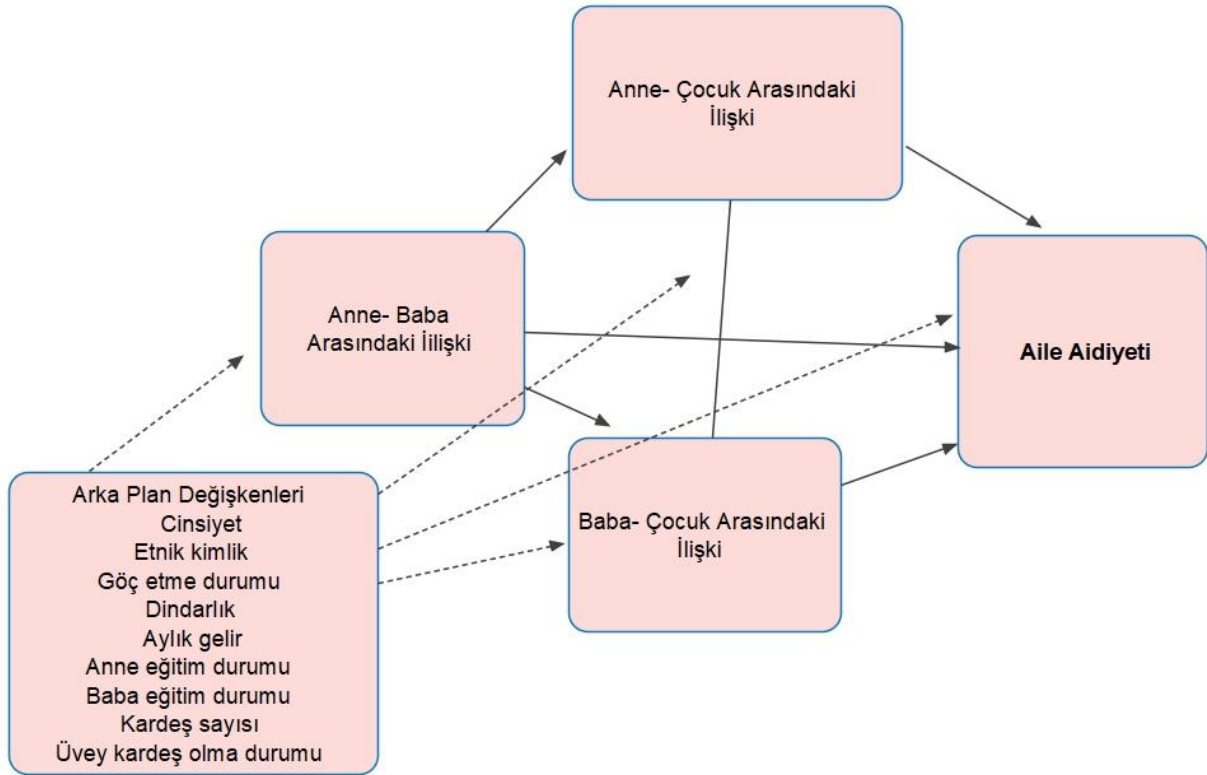 Anne- Çocuk Arasındaki
İlişki
Anne- Baba
Arasındaki İilişki
Aile Aidiyeti
Baba- Çocuk Arasındaki
İlişki
Arka Plan Değişkenleri
Cinsiyet
Etnik kimlik
Göç etme durumu
Dindarlık
Aylık gelir
Anne eğitim durumu
Baba eğitim durumu
Kardeş sayısı
Üvey kardeş olma durumu